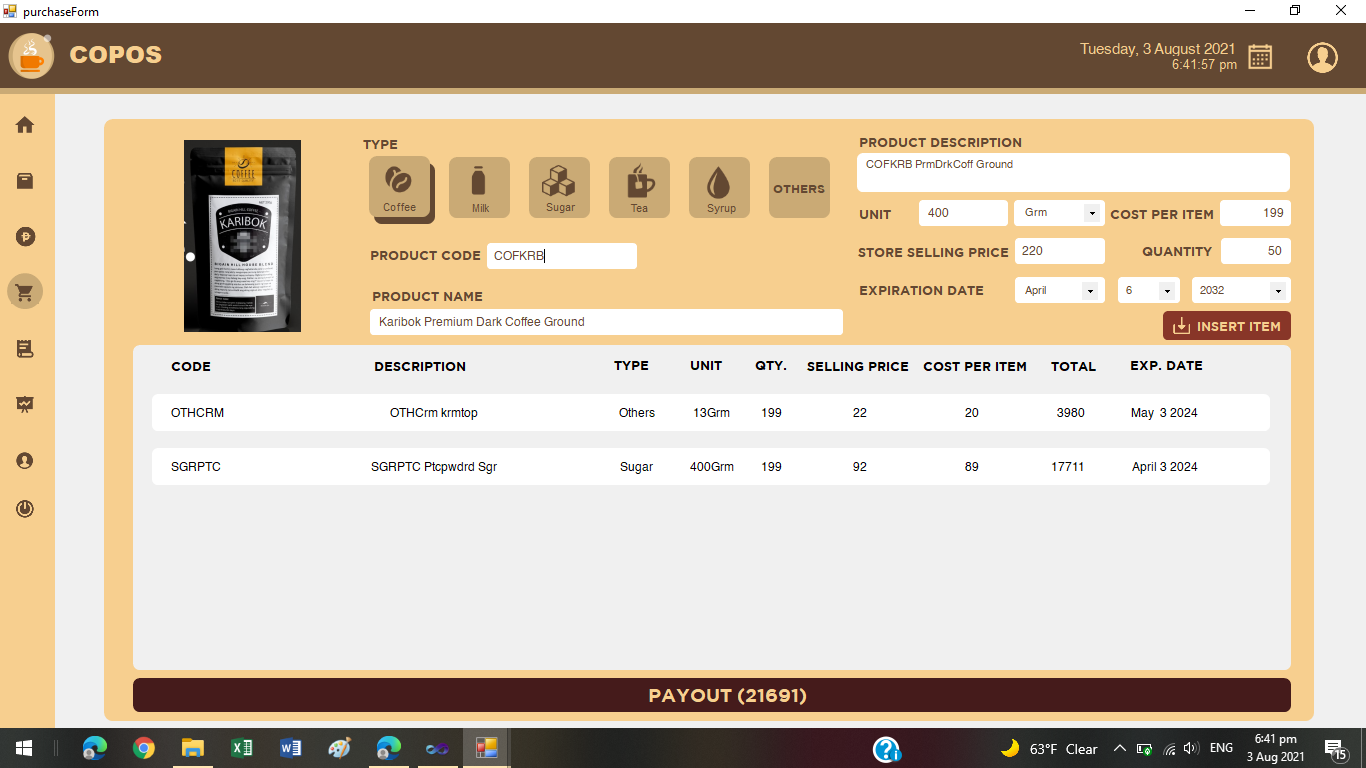 purchaseForm
COPOS
Tuesday, 3 August 2021
6:41:57 pm
COFFEE
KARIBOK
TYPE
Coffee
Milk
Sugar
Tea
Syrup
OTHERS
PRODUCT CODE COFKRB
PRODUCT NAME
Karibok Premium Dark Coffee Ground
PRODUCT DESCRIPTION
COFKRB PrmDrkCoff Ground
UNIT 400 Grm COST PER ITEM 199
STORE SELLING PRICE 220 QUANTITY 50
EXPIRATION DATE April 6 2032
INSERT ITEM
CODE DESCRIPTION TYPE UNIT QTY. SELLING PRICE COST PER ITEM TOTAL EXP. DATE
OTHCRM OTHCrm krmtop Others 13Grm 199 22 20 3980 May 3 2024
SGRPTC SGRPTC Ptcpwdrd Sgr Sugar 400Grm 199 92 89 17711 April 3 2024
PAYOUT (21691)
63°F Clear ENG 6:41 pm
3 Aug 2021
15